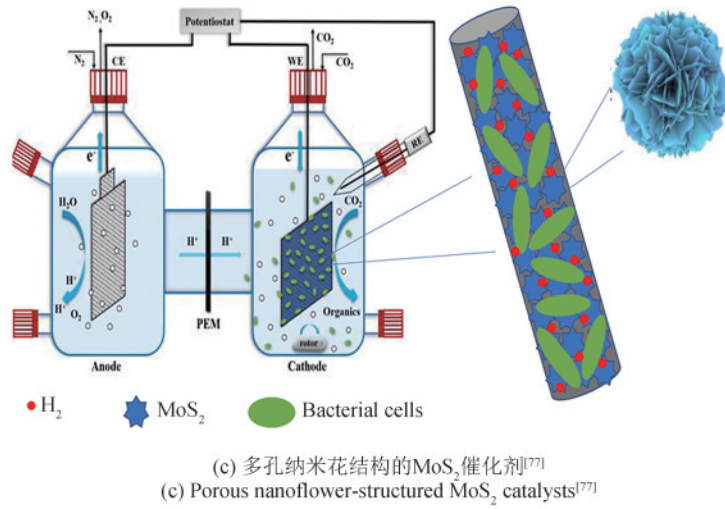 N₂,O₂
Potentiostat
CO₂
N₂
CE
WE
CO₂
RE
e⁻
e⁻
H₂O
CO₂
H⁺
H⁺
H⁺
H⁺
O₂
Organics
PEM
rotor
Anode
Cathode
H₂
MoS₂
Bacterial cells
(c) 多孔纳米花结构的MoS₂催化剂[77]
(c) Porous nanoflower-structured MoS₂ catalysts[77]